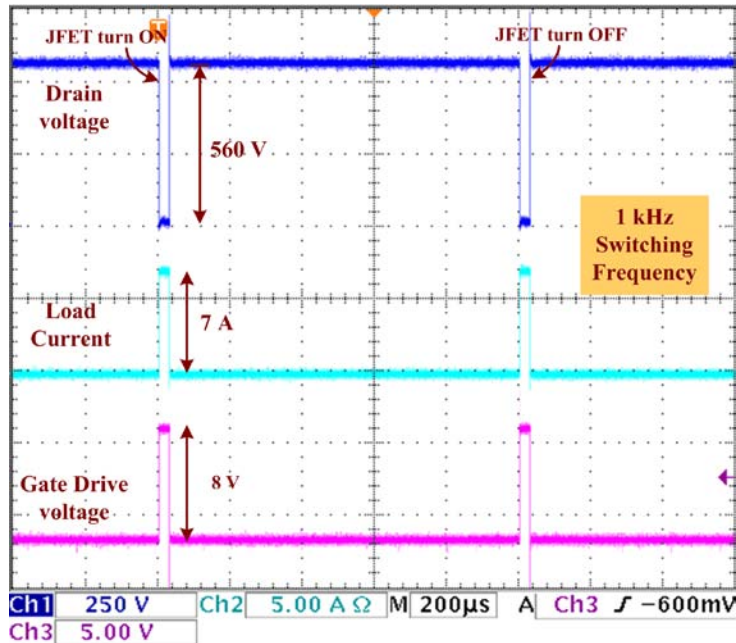 T
JFET turn ON
JFET turn OFF
Drain
voltage
560 V
1 kHz
Switching
Frequency
Load
Current
7 A
Gate Drive
voltage
8 V
Ch1 250 V Ch2 5.00 A Ω M 200µs A Ch3 ∫ −600mV
Ch3 5.00 V